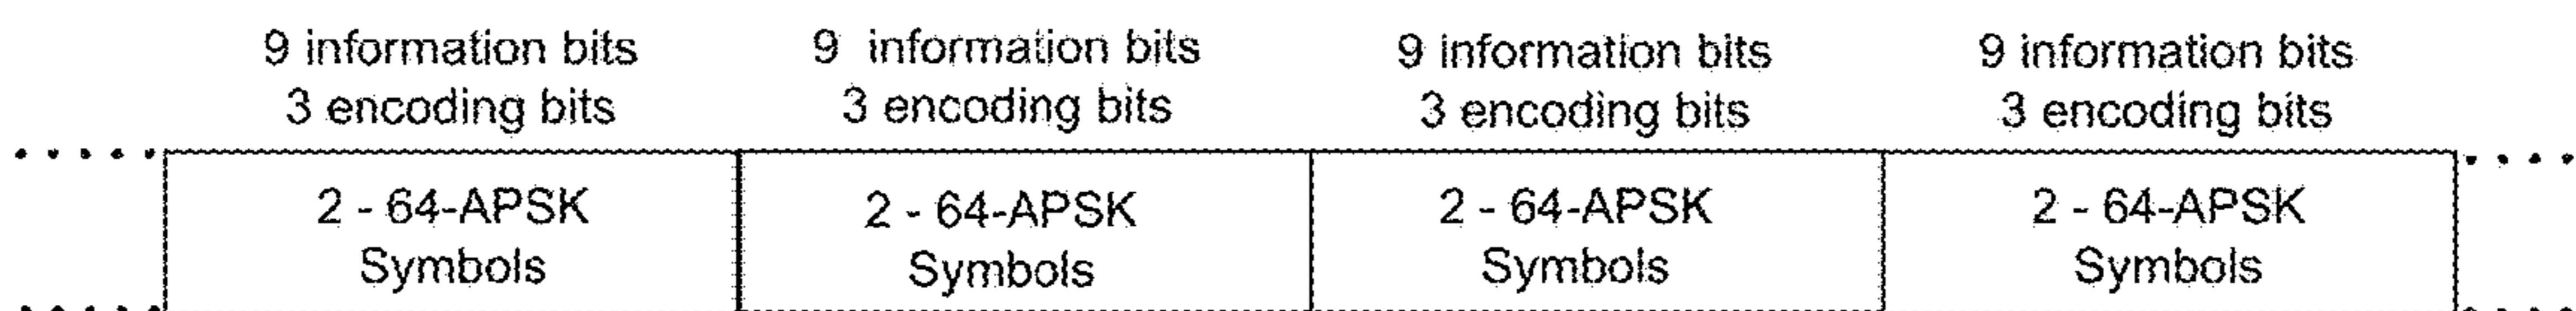 9 information bits 9 information bits 9 information bits 9 information bits
3 encoding bits 3 encoding bits 3 encoding bits 3 encoding bits
2 - 64-APSK 2 - 64-APSK 2 - 64-APSK 2 - 64-APSK
Symbols Symbols Symbols Symbols